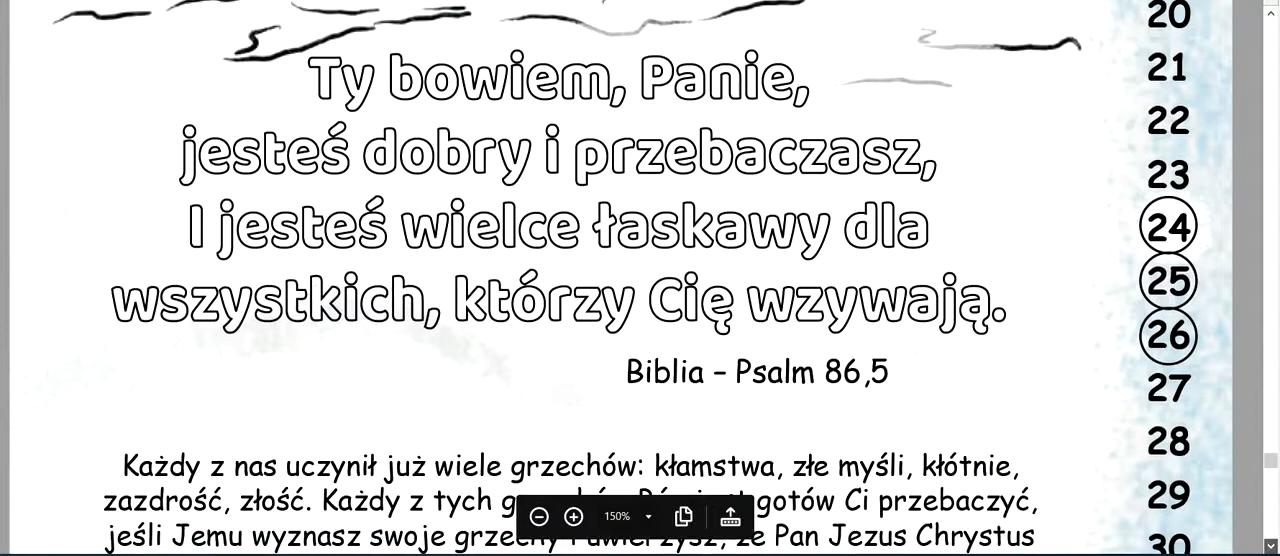 Ty bowiem, Panie,
jesteś dobry i przebaczasz,
I jesteś wielce łaskawy dla
wszystkich, którzy Cię wzywają.
Biblia – Psalm 86,5
Każdy z nas uczynił już wiele grzechów: kłamstwa, złe myśli, kłótnie,
zazdrość, złość. Każdy z tych gotów Ci przebaczyć,
jeśli Jemu wyznasz swoje grzechy i uwierzysz, że Pan Jezus Chrystus
150%
20
21
22
23
24
25
26
27
28
29
30